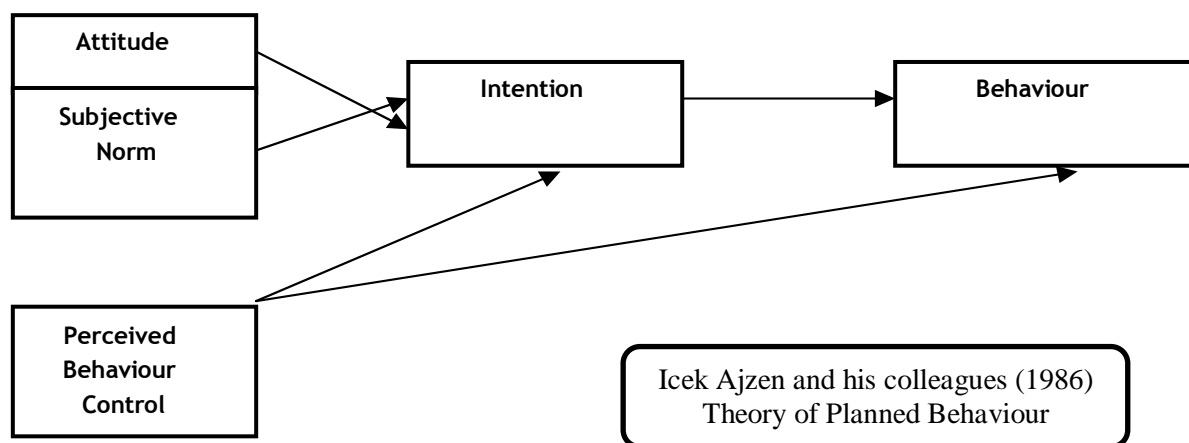 Attitude
Subjective
Norm
Intention
Behaviour
Perceived
Behaviour
Control
Icek Ajzen and his colleagues (1986)
Theory of Planned Behaviour